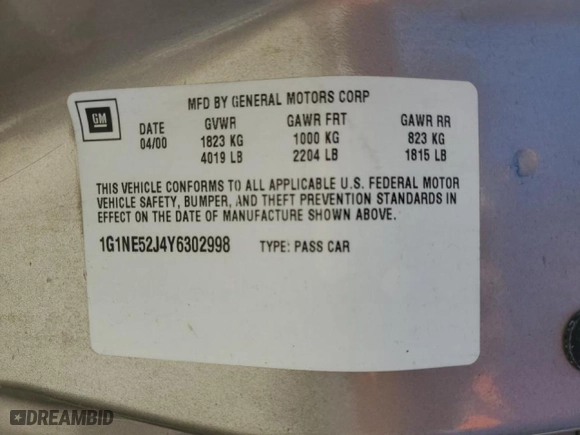 MFD BY GENERAL MOTORS CORP
GM
DATE GVWR GAWR FRT GAWR RR
04/00 1823 KG 1000 KG 823 KG
4019 LB 2204 LB 1815 LB
THIS VEHICLE CONFORMS TO ALL APPLICABLE U.S. FEDERAL MOTOR
VEHICLE SAFETY, BUMPER, AND THEFT PREVENTION STANDARDS IN
EFFECT ON THE DATE OF MANUFACTURE SHOWN ABOVE.
1G1NE52J4Y6302998 TYPE: PASS CAR
DREAMBID